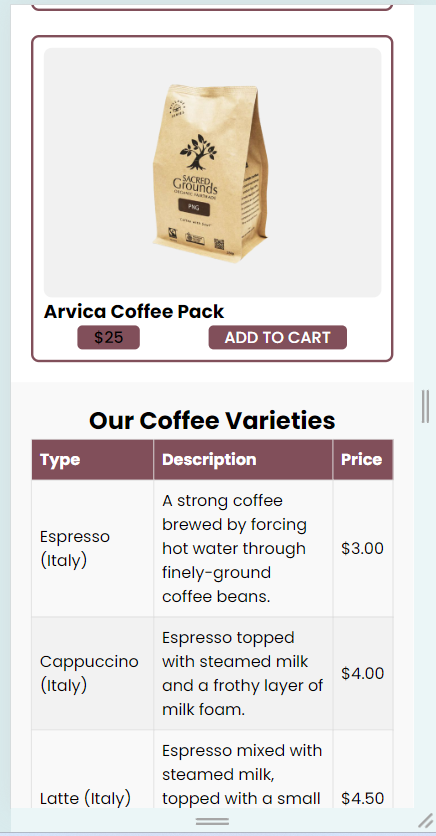 SACRED
Grounds
ORGANIC FAIRTRADE
PNG
Arvica Coffee Pack
$25
ADD TO CART
Our Coffee Varieties
Type Description Price
Espresso (Italy)
A strong coffee
brewed by forcing
hot water through
finely-ground
coffee beans.
$3.00
Cappuccino (Italy)
Espresso topped
with steamed milk
and a frothy layer of
milk foam.
$4.00
Latte (Italy)
Espresso mixed with
steamed milk,
topped with a small
$4.50